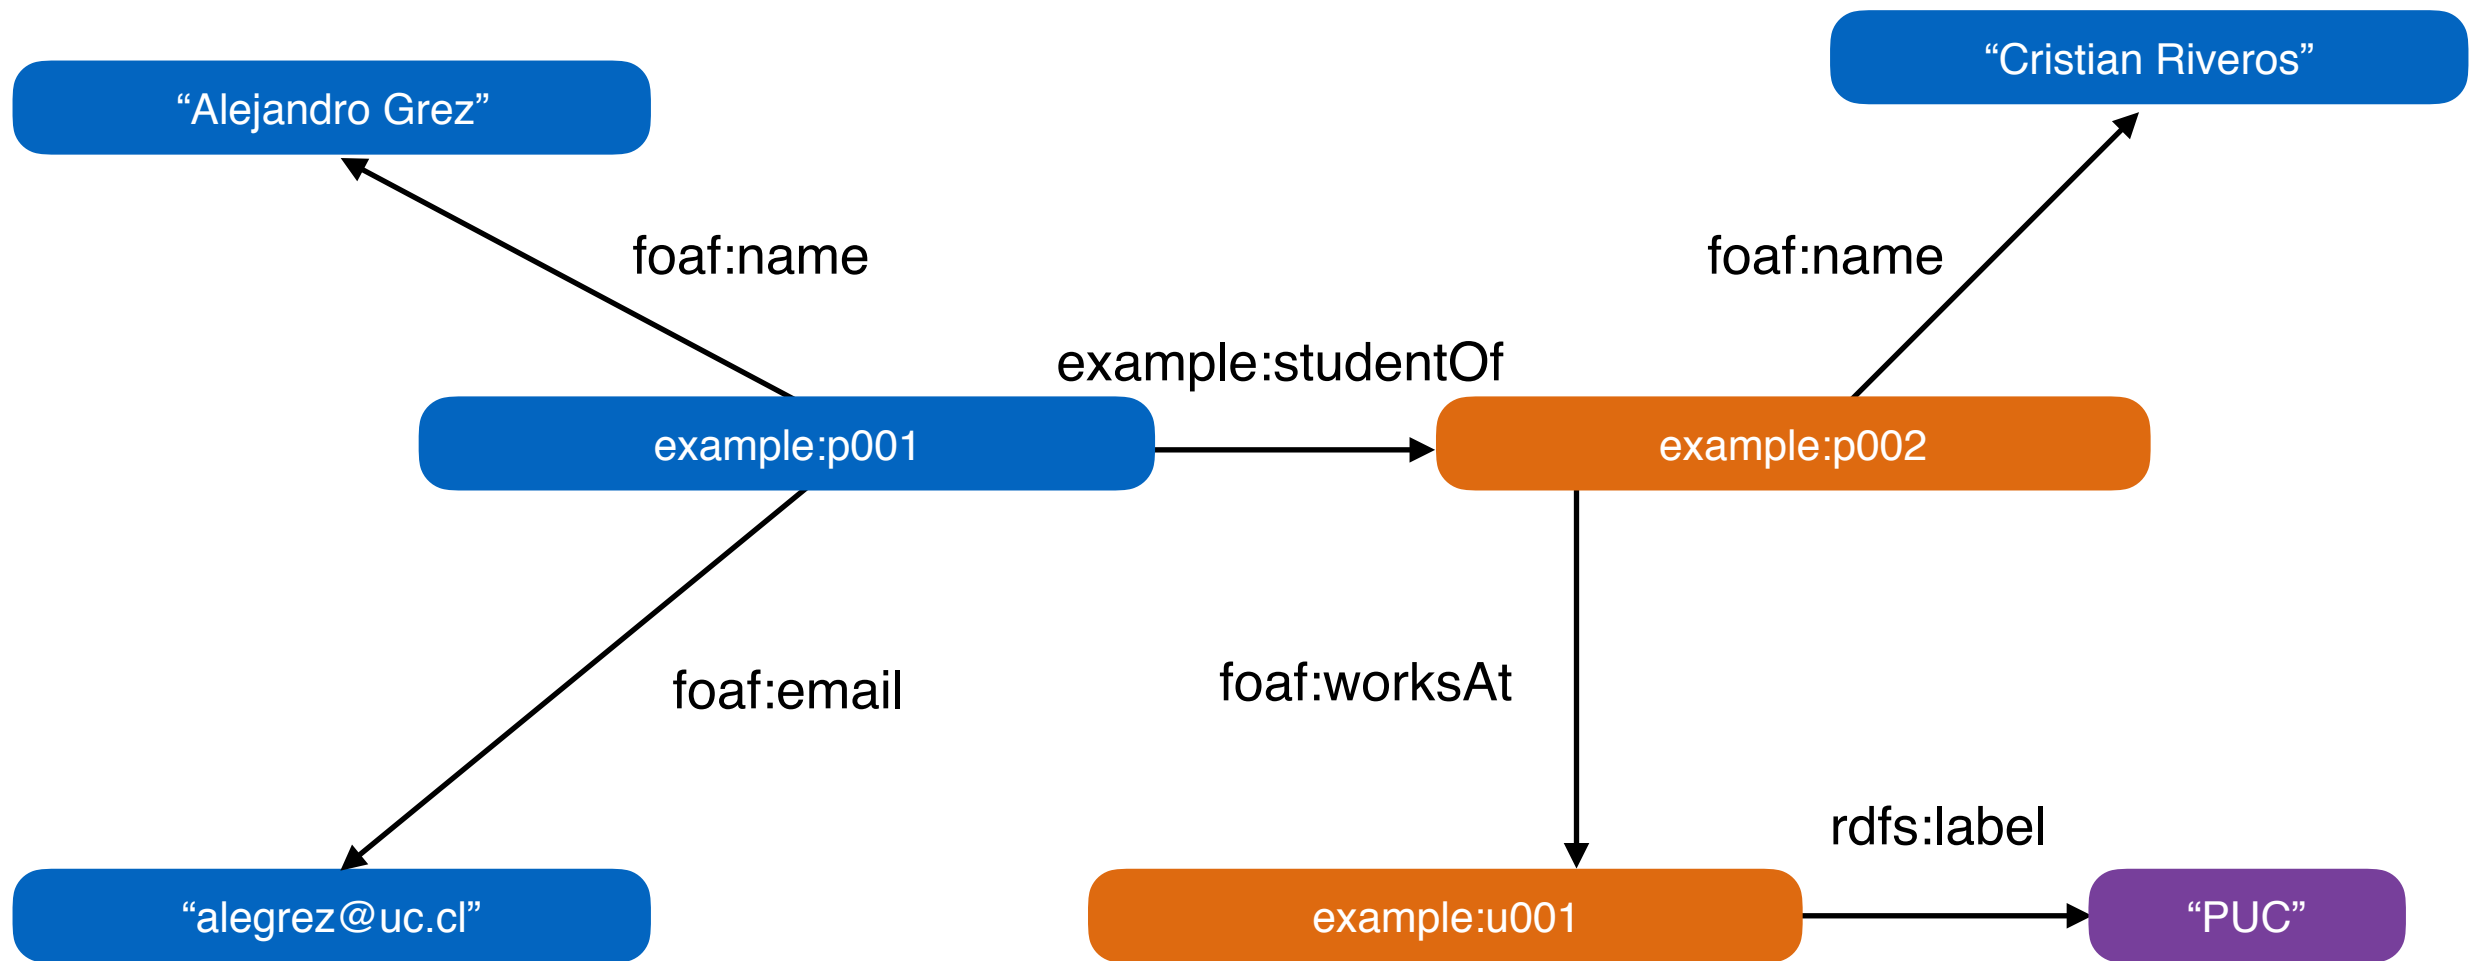 “Cristian Riveros”
“Alejandro Grez”
foaf:name
foaf:name
example:studentOf
example:p001
example:p002
foaf:email
foaf:worksAt
rdfs:label
“alegrez@uc.cl”
example:u001
“PUC”